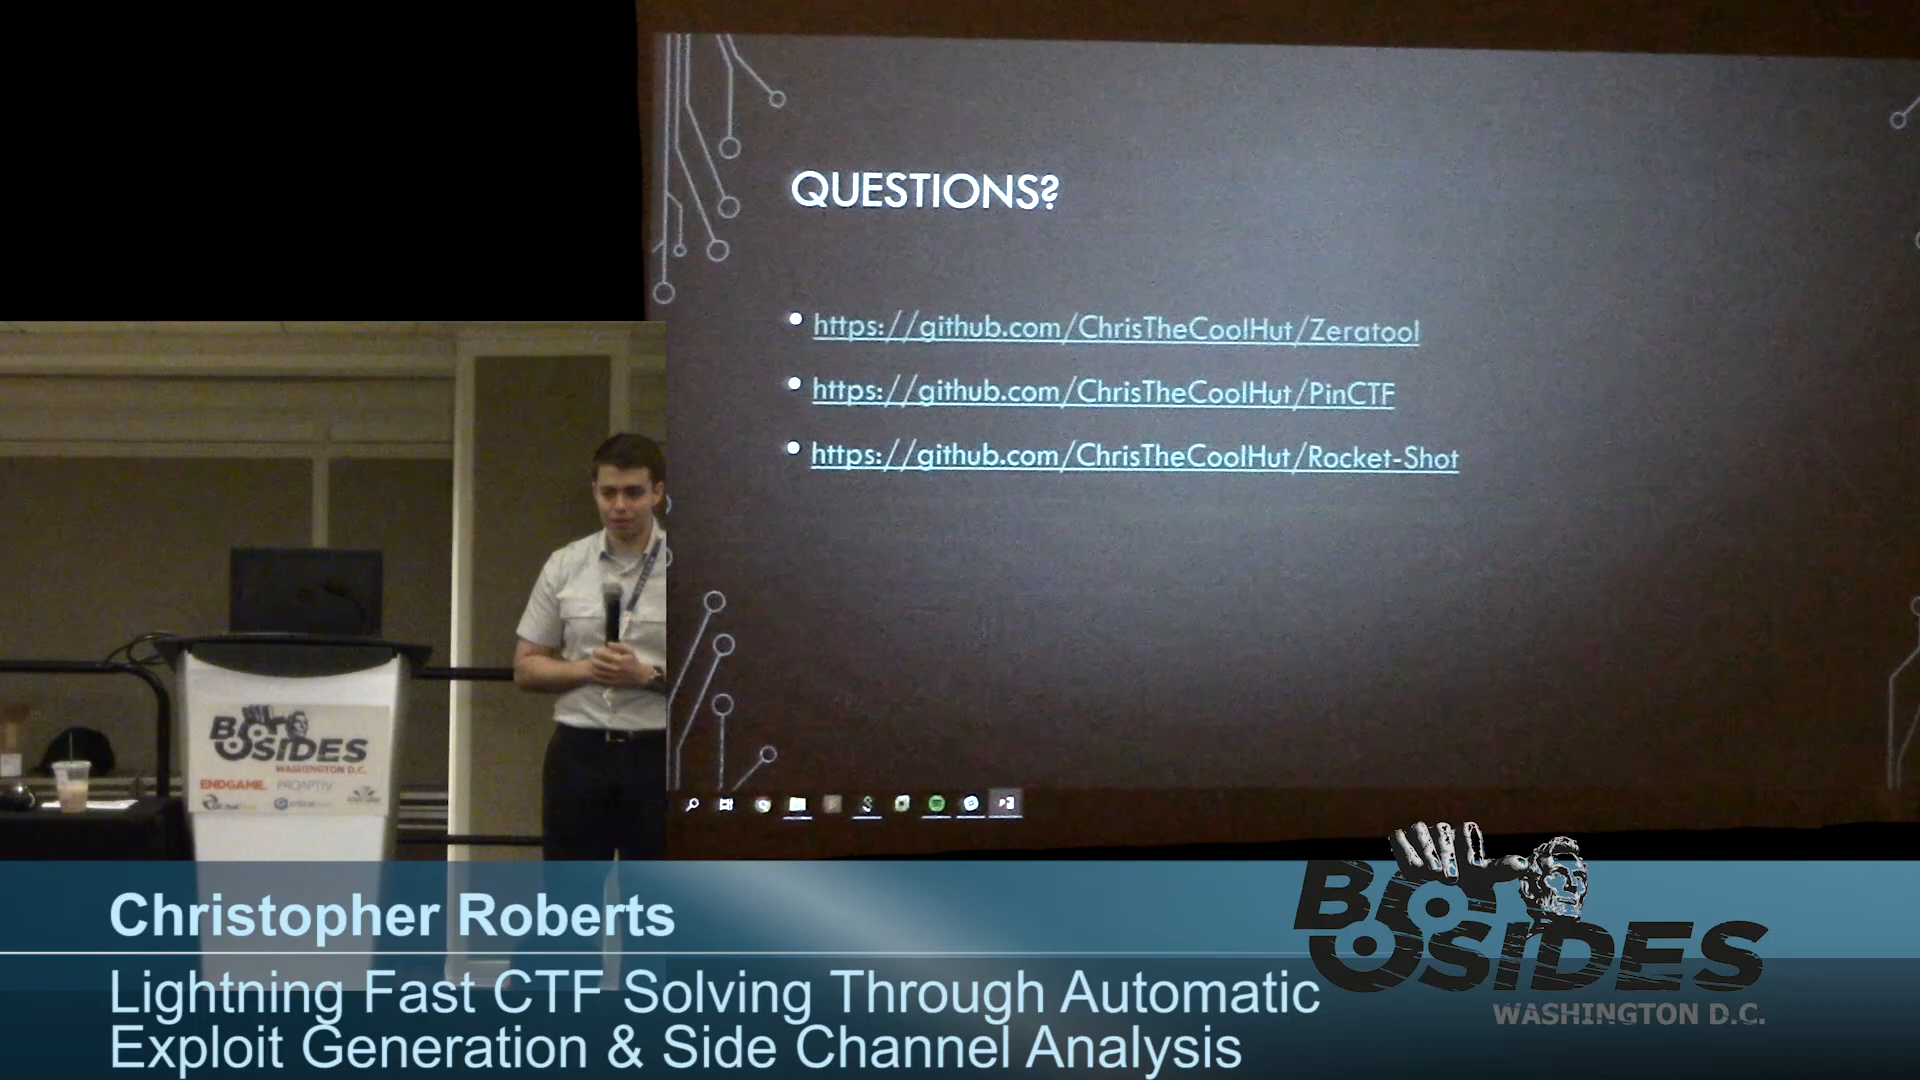 QUESTIONS?
https://github.com/ChrisTheCoolHut/Zeratool
https://github.com/ChrisTheCoolHut/PinCTF
https://github.com/ChrisTheCoolHut/Rocket-Shot
BSIDES
WASHINGTON D.C.
ENDGAME.
Christopher Roberts
Lightning Fast CTF Solving Through Automatic
Exploit Generation & Side Channel Analysis
BSIDES
WASHINGTON D.C.